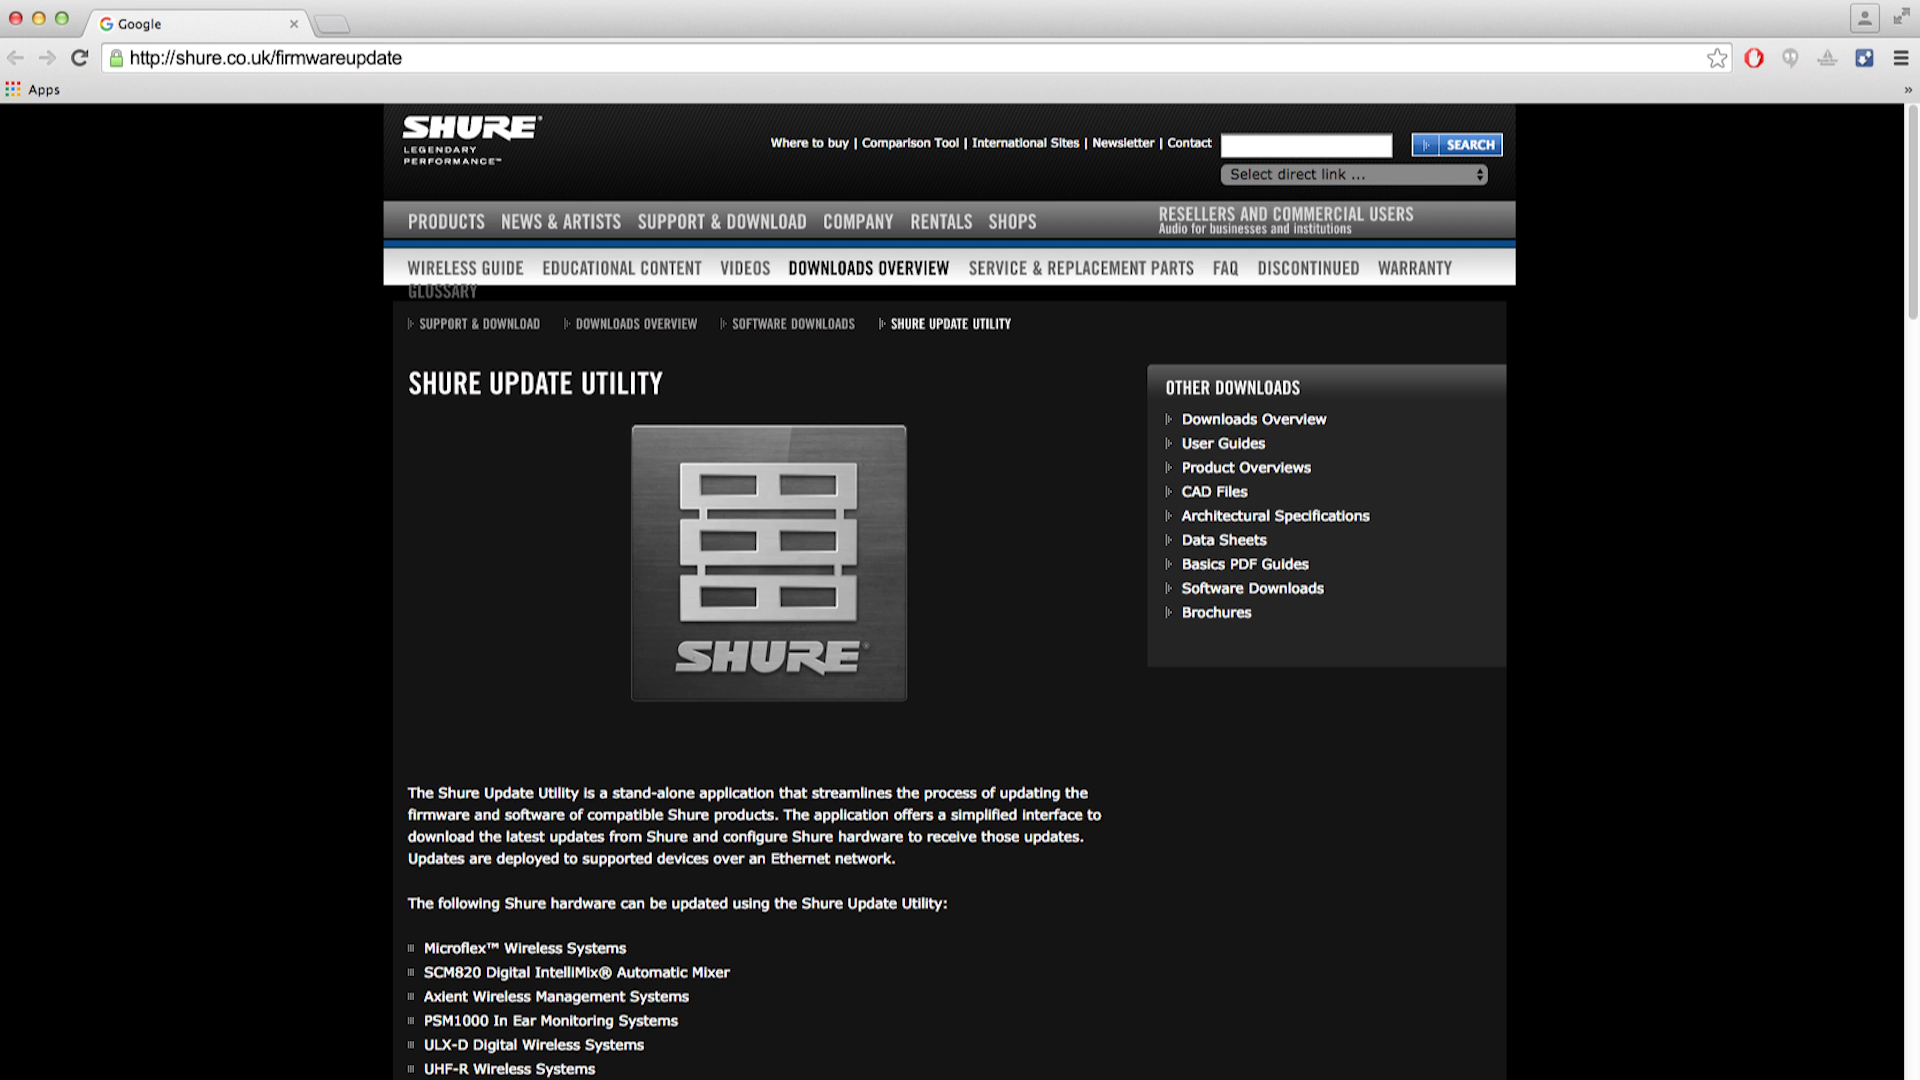 Google
http://shure.co.uk/firmwareupdate
Apps
SHURE
LEGENDARY
PERFORMANCE™
Where to buy | Comparison Tool | International Sites | Newsletter | Contact
SEARCH
Select direct link ...
PRODUCTS NEWS & ARTISTS SUPPORT & DOWNLOAD COMPANY RENTALS SHOPS
RESELLERS AND COMMERCIAL USERS
Audio for businesses and institutions
WIRELESS GUIDE EDUCATIONAL CONTENT VIDEOS DOWNLOADS OVERVIEW SERVICE & REPLACEMENT PARTS FAQ DISCONTINUED WARRANTY
GLOSSARY
SUPPORT & DOWNLOAD DOWNLOADS OVERVIEW SOFTWARE DOWNLOADS SHURE UPDATE UTILITY
SHURE UPDATE UTILITY
SHURE®
The Shure Update Utility is a stand-alone application that streamlines the process of updating the
firmware and software of compatible Shure products. The application offers a simplified interface to
download the latest updates from Shure and configure Shure hardware to receive those updates.
Updates are deployed to supported devices over an Ethernet network.
The following Shure hardware can be updated using the Shure Update Utility:
Microflex™ Wireless Systems
SCM820 Digital IntelliMix® Automatic Mixer
Axient Wireless Management Systems
PSM1000 In Ear Monitoring Systems
ULX-D Digital Wireless Systems
UHF-R Wireless Systems
OTHER DOWNLOADS
Downloads Overview
User Guides
Product Overviews
CAD Files
Architectural Specifications
Data Sheets
Basics PDF Guides
Software Downloads
Brochures